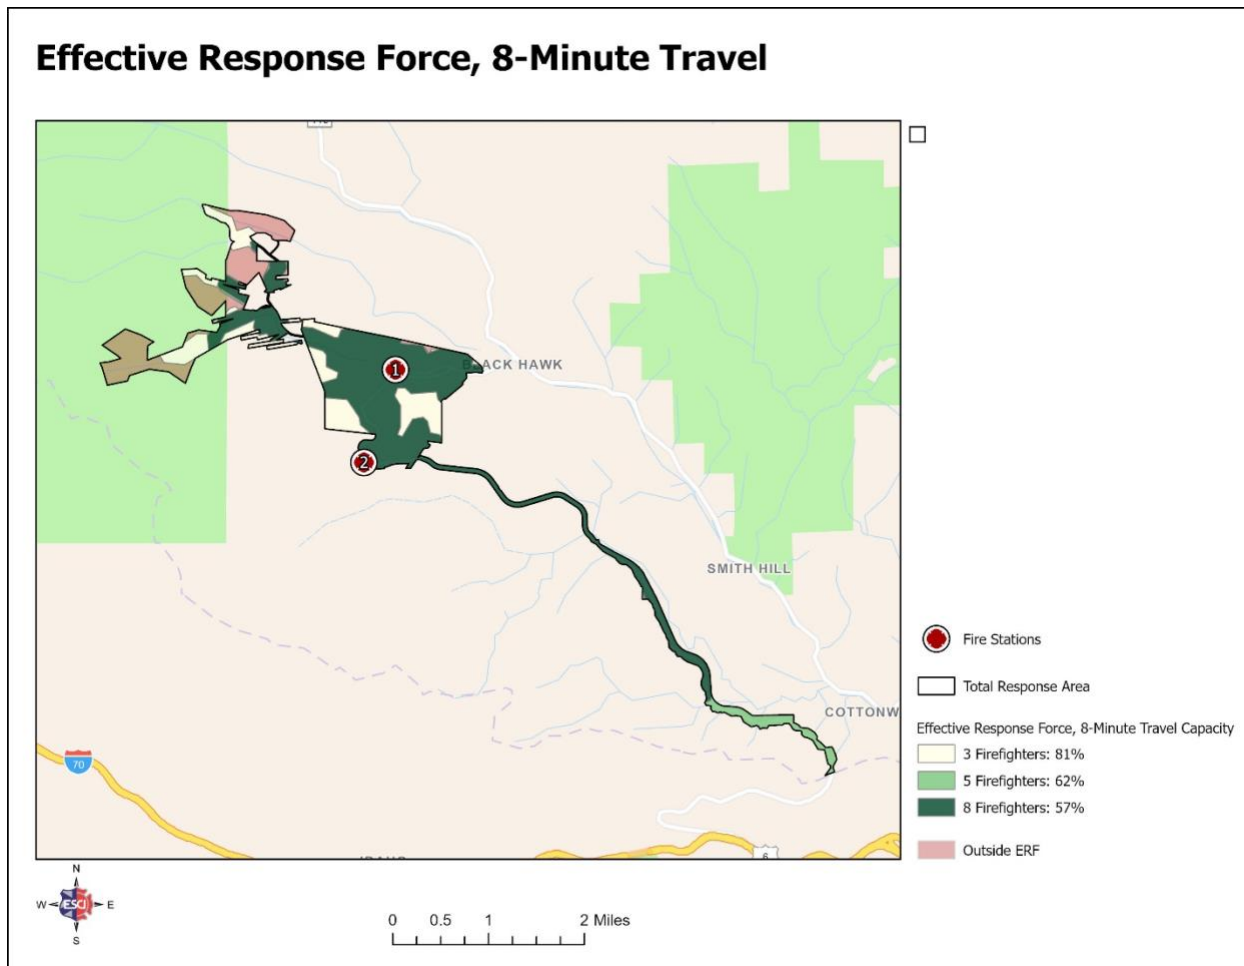 Effective Response Force, 8-Minute Travel
1
BLACK HAWK
2
SMITH HILL
COTTONW
70
6
Fire Stations
Total Response Area
Effective Response Force, 8-Minute Travel Capacity
3 Firefighters: 81%
5 Firefighters: 62%
8 Firefighters: 57%
Outside ERF
N
W
ESCI
E
S
0 0.5 1 2 Miles